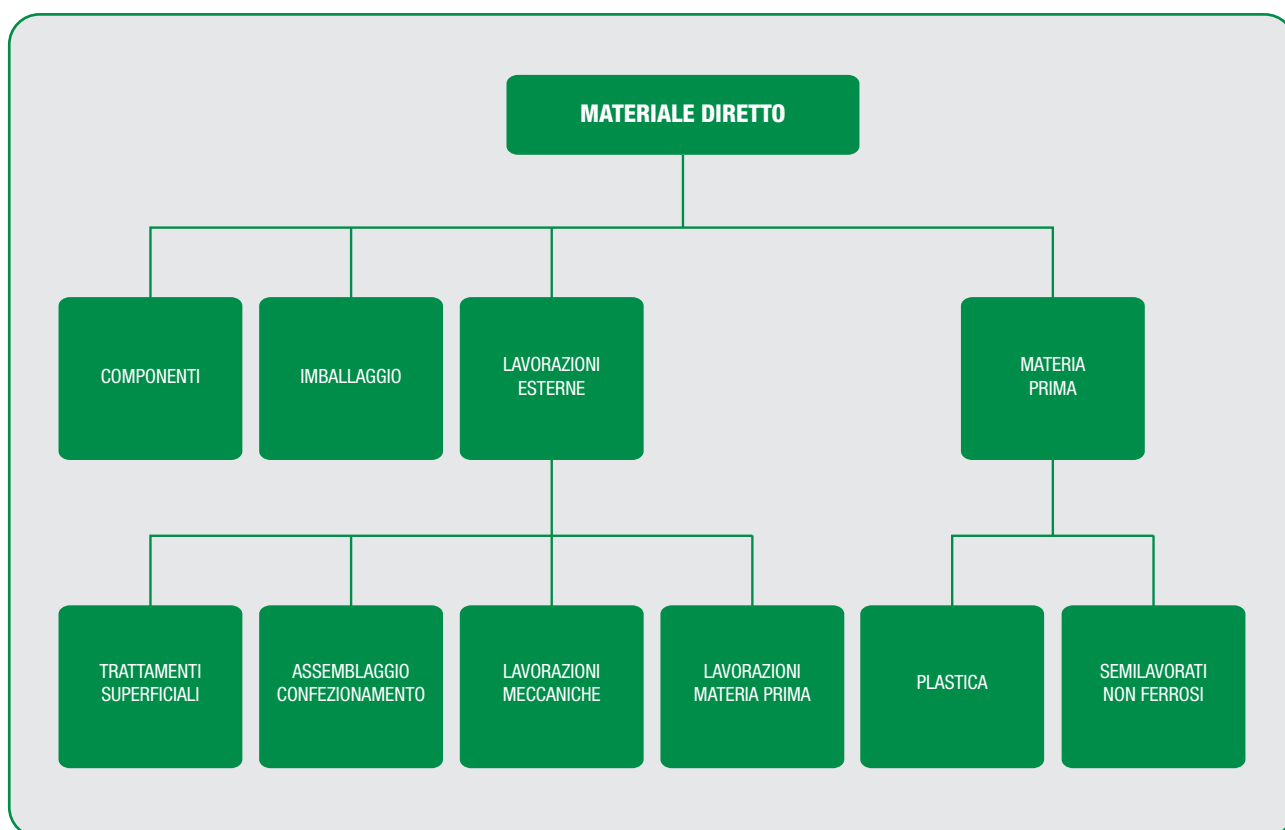 MATERIALE DIRETTO
COMPONENTI
IMBALLAGGIO
LAVORAZIONI
ESTERNE
MATERIA
PRIMA
TRATTAMENTI
SUPERFICIALI
ASSEMBLAGGIO
CONFEZIONAMENTO
LAVORAZIONI
MECCANICHE
LAVORAZIONI
MATERIA PRIMA
PLASTICA
SEMILAVORATI
NON FERROSI